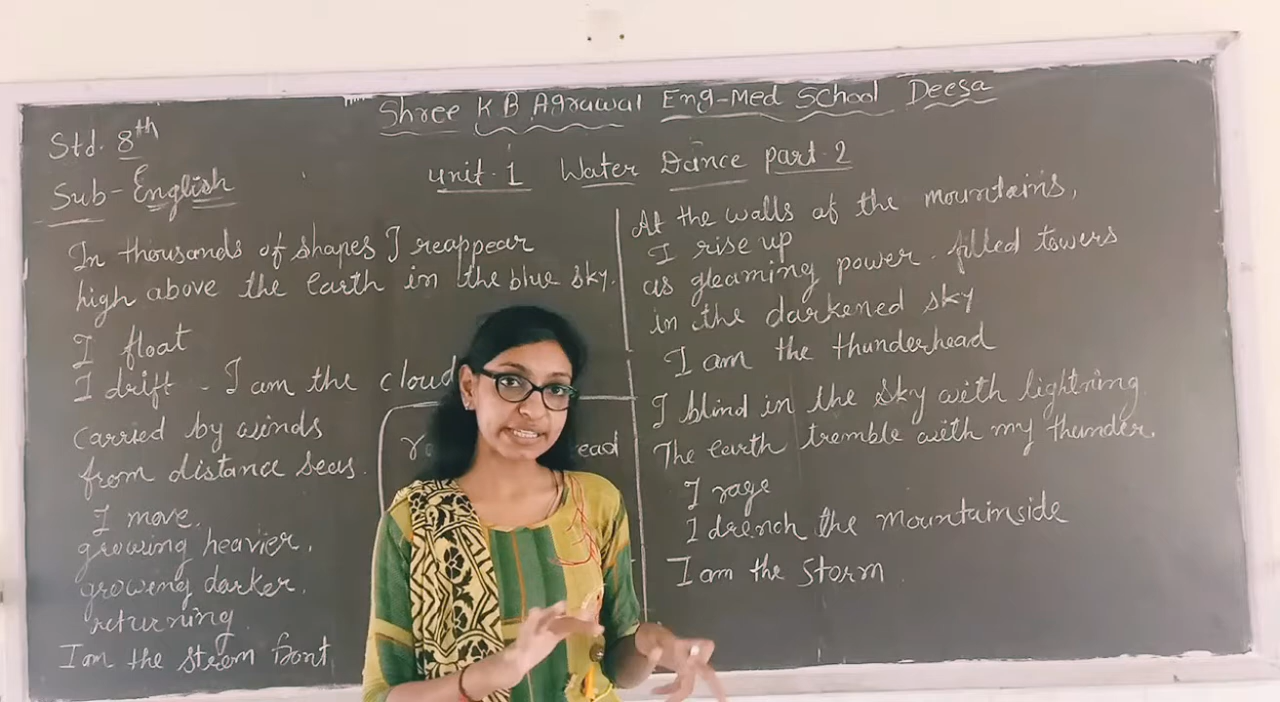 Shree K B Agrawal Eng-Med School Deesa
Std. 8th
Sub- English
Unit. 1 Water Dance part. 2
In thousands of shapes I reappear
high above the earth in the blue sky.
I float
I drift - I am the cloud
carried by winds
from distance seas.
I move.
growing heavier,
growing darker.
returning.
I am the strom front
At the walls of the mountains,
I rise up
as gleaming power. filled towers
in the darkened sky
I am the thunderhead
I blind in the sky with lightning.
The earth tremble with my thunder.
I rage
I drench the mountainside
I am the storm.